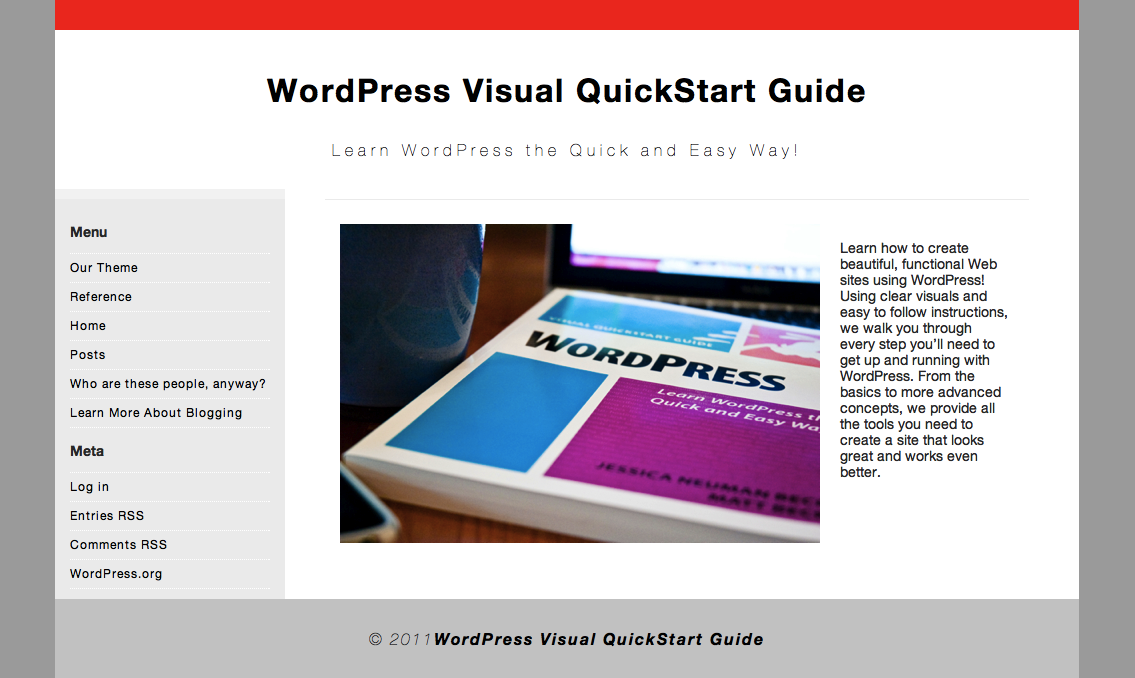 WordPress Visual QuickStart Guide
Learn WordPress the Quick and Easy Way!
Menu
Our Theme
Reference
Home
Posts
Who are these people, anyway?
Learn More About Blogging
Meta
Log in
Entries RSS
Comments RSS
WordPress.org
VISUAL QUICKSTART GUIDE
WORDPRESS
Learn WordPress th
Quick and Easy Wa
JESSICA NEUMAN BEC
MATT BECK
Learn how to create
beautiful, functional Web
sites using WordPress!
Using clear visuals and
easy to follow instructions,
we walk you through
every step you’ll need to
get up and running with
WordPress. From the
basics to more advanced
concepts, we provide all
the tools you need to
create a site that looks
great and works even
better.
© 2011WordPress Visual QuickStart Guide